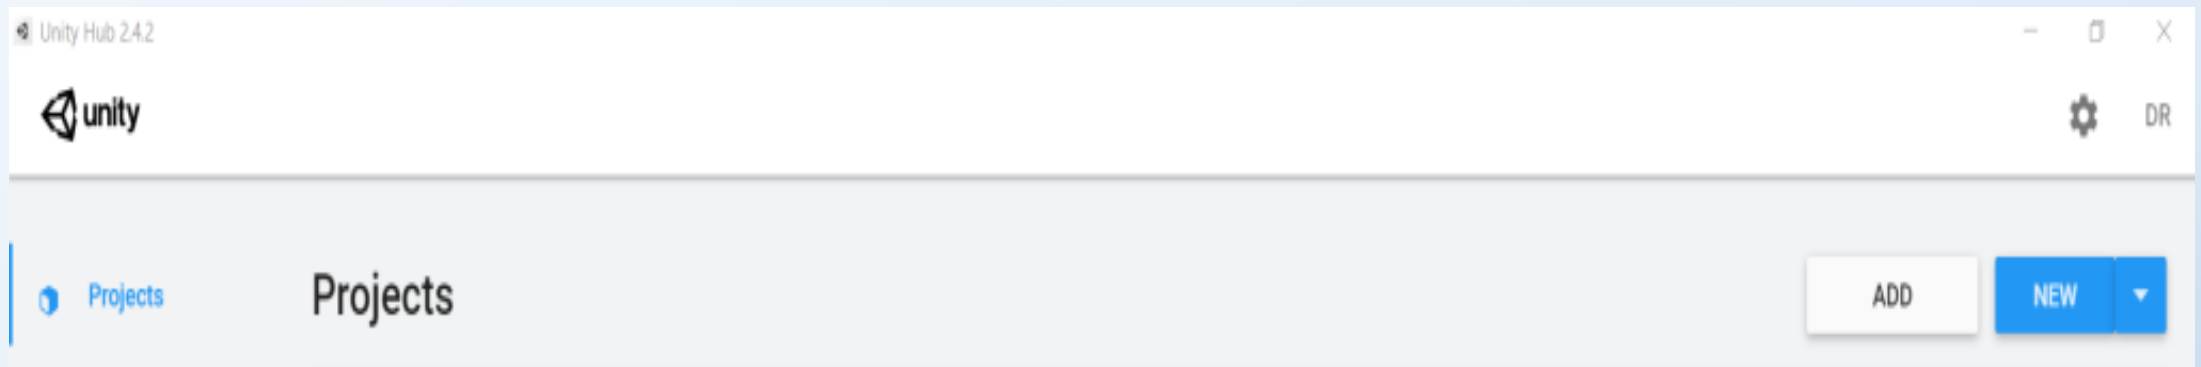 Unity Hub 2.4.2
unity
DR
Projects
Projects
ADD
NEW